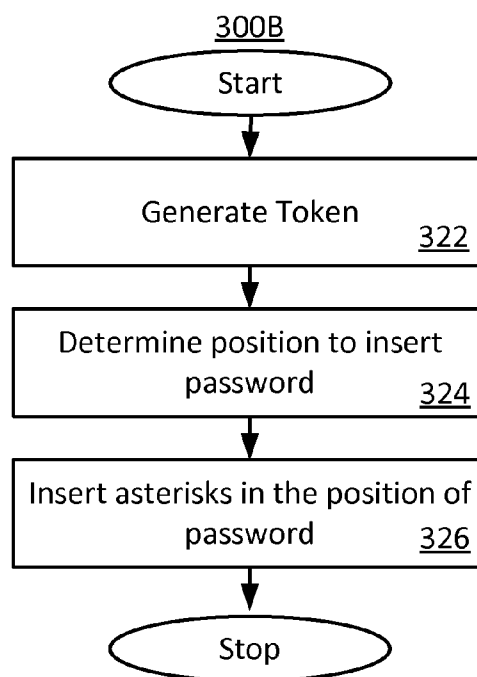 300B
Start
Generate Token
322
Determine position to insert
password
324
Insert asterisks in the position of
password
326
Stop